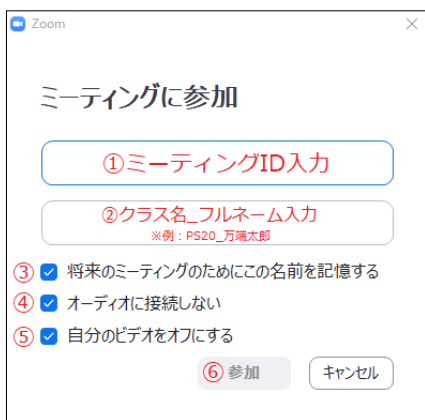 Zoom
ミーティングに参加
①ミーティングID入力
②クラス名_フルネーム入力
※例：PS20_万端太郎
③ 将来のミーティングのためにこの名前を記憶する
④ オーディオに接続しない
⑤ 自分のビデオをオフにする
⑥ 参加 キャンセル